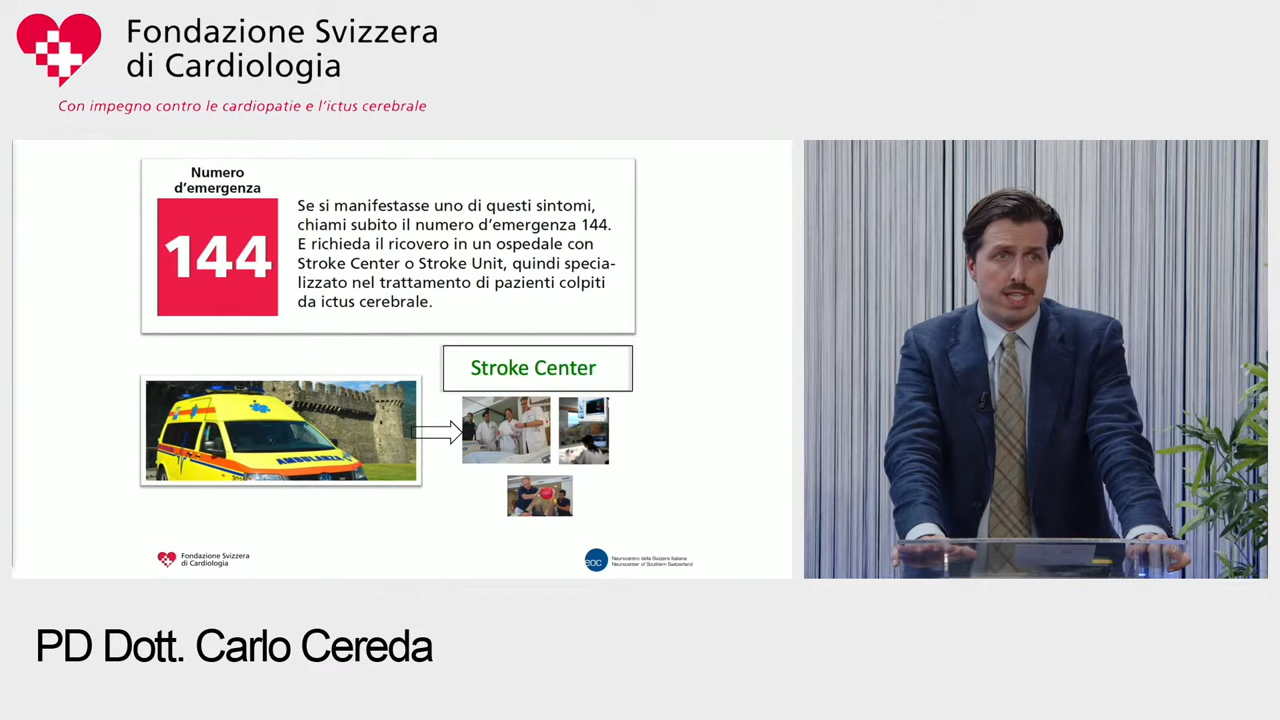 Fondazione Svizzera
di Cardiologia
Con impegno contro le cardiopatie e l'ictus cerebrale
Numero
d'emergenza
144
Se si manifestasse uno di questi sintomi,
chiami subito il numero d'emergenza 144.
E richieda il ricovero in un ospedale con
Stroke Center o Stroke Unit, quindi specia-
lizzato nel trattamento di pazienti colpiti
da ictus cerebrale.
Stroke Center
AMBULANZA
Fondazione Svizzera
di Cardiologia
eoc
Neurocentro della Svizzera Italiana
Neurocenter of Southern Switzerland
PD Dott. Carlo Cereda